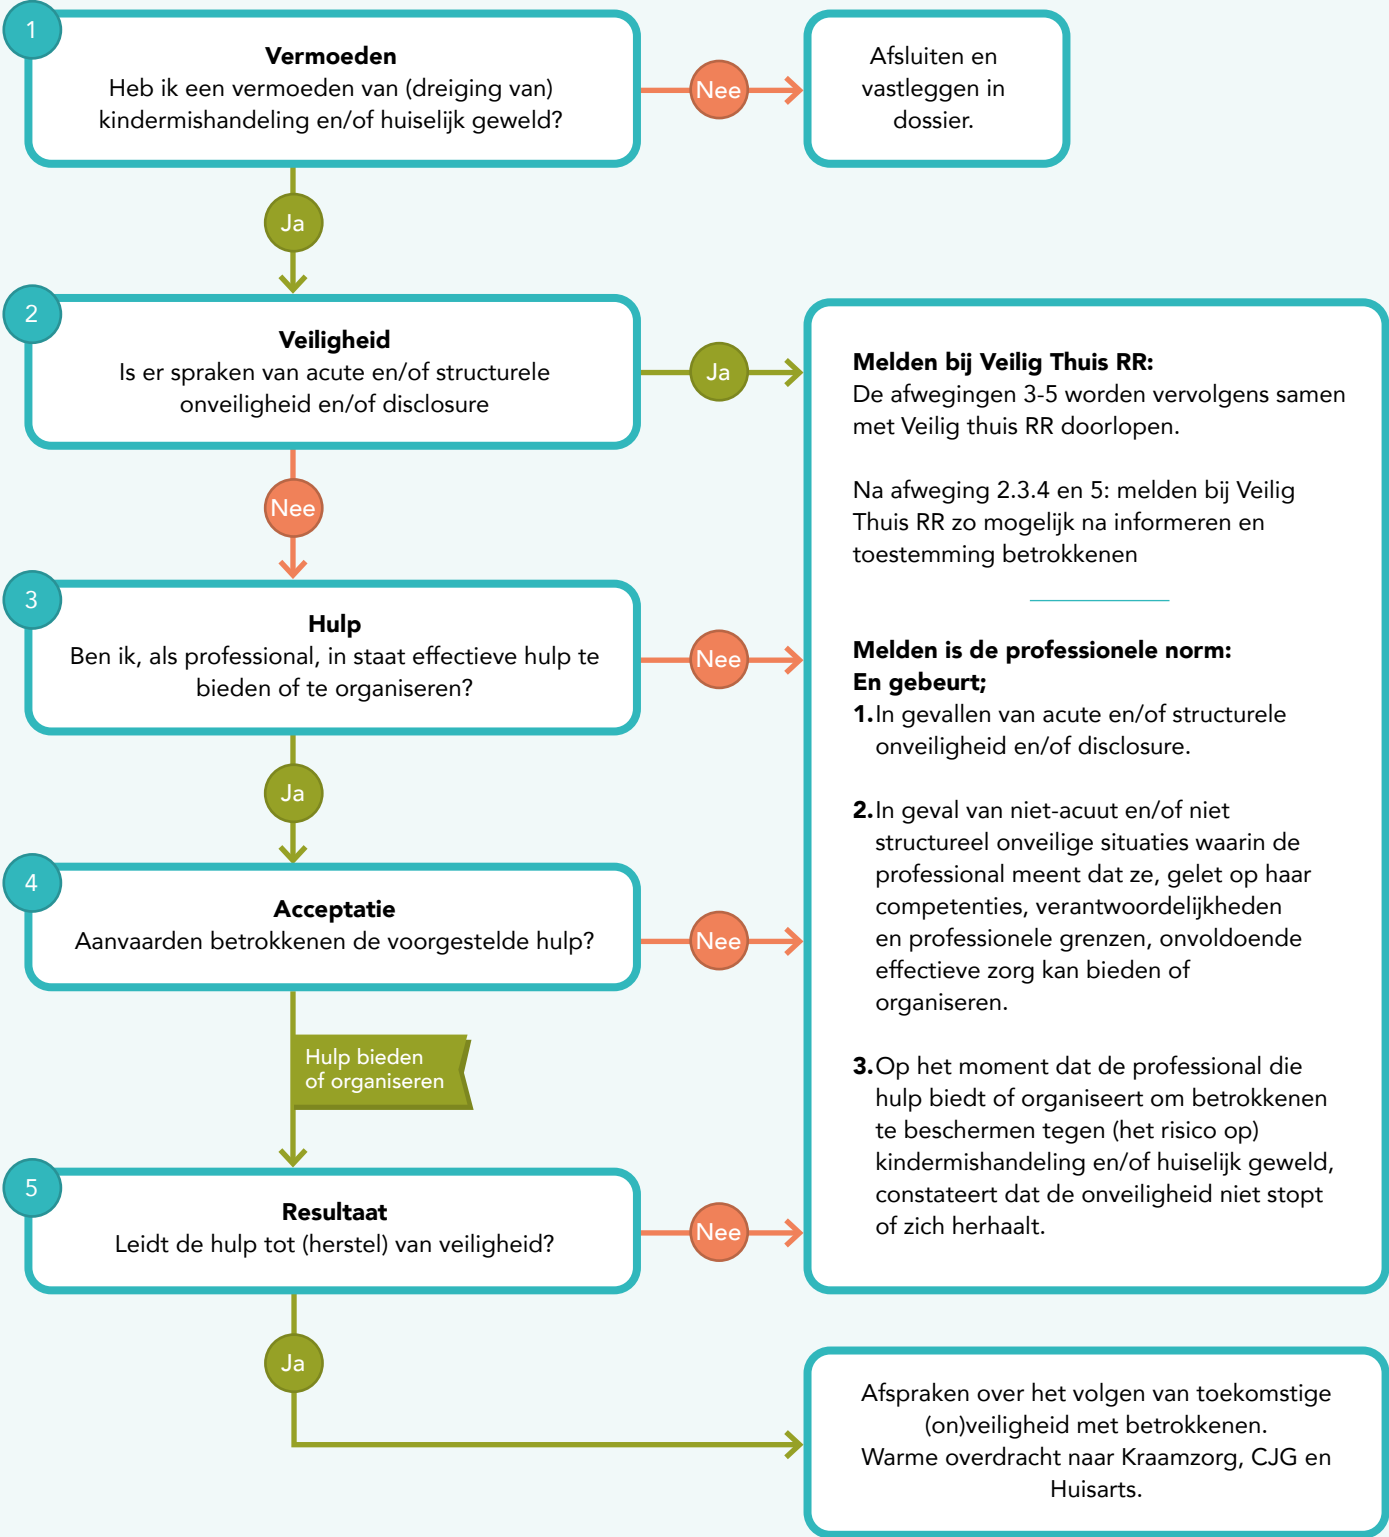 1
Vermoeden
Heb ik een vermoeden van (dreiging van)
kindermishandeling en/of huiselijk geweld?
Nee
Afsluiten en
vastleggen in
dossier.
Ja
2
Veiligheid
Is er spraken van acute en/of structurele
onveiligheid en/of disclosure
Ja
Nee
3
Hulp
Ben ik, als professional, in staat effectieve hulp te
bieden of te organiseren?
Nee
Ja
4
Acceptatie
Aanvaarden betrokkenen de voorgestelde hulp?
Nee
Hulp bieden
of organiseren
5
Resultaat
Leidt de hulp tot (herstel) van veiligheid?
Nee
Ja
Melden bij Veilig Thuis RR:
De afwegingen 3-5 worden vervolgens samen
met Veilig thuis RR doorlopen.
Na afweging 2.3.4 en 5: melden bij Veilig
Thuis RR zo mogelijk na informeren en
toestemming betrokkenen
Melden is de professionele norm:
En gebeurt;
1.In gevallen van acute en/of structurele
onveiligheid en/of disclosure.
2.In geval van niet-acuut en/of niet
structureel onveilige situaties waarin de
professional meent dat ze, gelet op haar
competenties, verantwoordelijkheden
en professionele grenzen, onvoldoende
effectieve zorg kan bieden of
organiseren.
3.Op het moment dat de professional die
hulp biedt of organiseert om betrokkenen
te beschermen tegen (het risico op)
kindermishandeling en/of huiselijk geweld,
constateert dat de onveiligheid niet stopt
of zich herhaalt.
Afspraken over het volgen van toekomstige
(on)veiligheid met betrokkenen.
Warme overdracht naar Kraamzorg, CJG en
Huisarts.